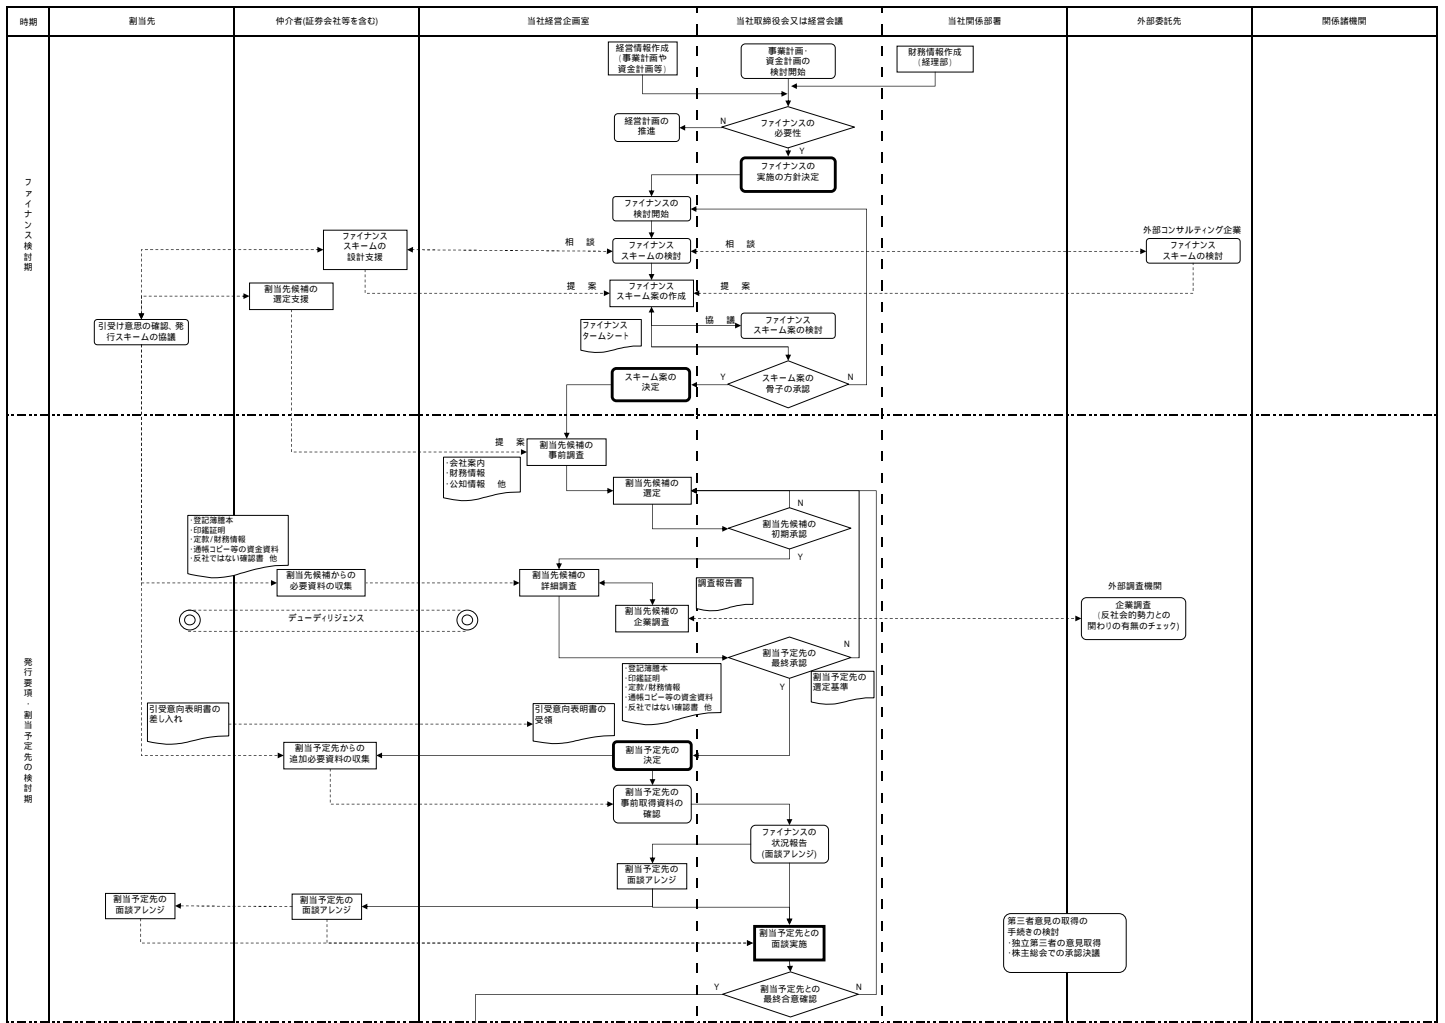 時期
割当先
仲介者(証券会社等を含む)
当社経営企画室
当社取締役会又は経営会議
当社関係部署
外部委託先
関係諸機関
ファイナンス検討期
経営情報作成
(事業計画や
資金計画等)
事業計画・
資金計画の
検討開始
財務情報作成
(経理部)
経営計画の
推進
N
ファイナンスの
必要性
Y
ファイナンスの
実施の方針決定
ファイナンスの
検討開始
ファイナンス
スキームの
設計支援
相 談
ファイナンス
スキームの検討
相 談
外部コンサルティング企業
ファイナンス
スキームの検討
割当先候補の
選定支援
提 案
ファイナンス
スキーム案の作成
提 案
引受け意思の確認、発
行スキームの協議
ファイナンス
タームシート
協 議
ファイナンス
スキーム案の検討
スキーム案の
決定
Y
スキーム案の
骨子の承認
N
発行要項・割当予定先の検討期
提 案
割当先候補の
事前調査
・会社案内
・財務情報
・公知情報 他
割当先候補の
選定
N
割当先候補の
初期承認
Y
・登記簿謄本
・印鑑証明
・定款/財務情報
・通帳コピー等の資金資料
・反社ではない確認書 他
割当先候補からの
必要資料の収集
割当先候補の
詳細調査
調査報告書
外部調査機関
デューディリジェンス
割当先候補の
企業調査
企業調査
(反社会的勢力との
関わりの有無のチェック)
割当予定先の
最終承認
N
Y
割当予定先の
選定基準
・登記簿謄本
・印鑑証明
・定款/財務情報
・通帳コピー等の資金資料
・反社ではない確認書 他
引受意向表明書の
差し入れ
引受意向表明書の
受領
割当予定先からの
追加必要資料の収集
割当予定先の
決定
割当予定先の
事前取得資料の
確認
ファイナンスの
状況報告
(面談アレンジ)
割当予定先の
面談アレンジ
割当予定先の
面談アレンジ
割当予定先の
面談アレンジ
割当予定先との
面談実施
第三者意見の取得の
手続きの検討
・独立第三者の意見取得
・株主総会での承認決議
Y
割当予定先との
最終合意確認
N